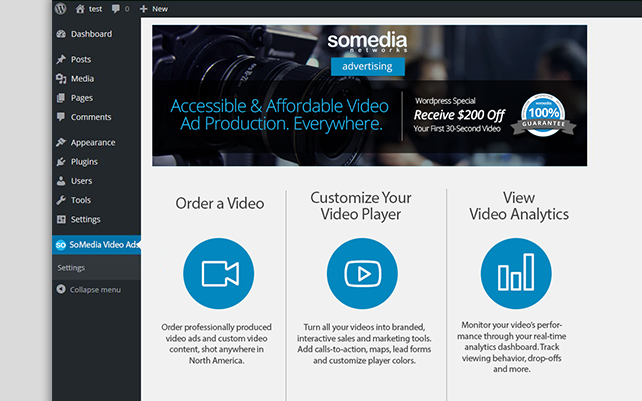 test
0
+ New
Dashboard
Posts
Media
Pages
Comments
Appearance
Plugins
Users
Tools
Settings
SO
SoMedia Video Ads
Settings
Collapse menu
somedia
networks
advertising
Accessible & Affordable Video
Ad Production. Everywhere.
Wordpress Special
Receive $200 Off
Your First 30-Second Video
somedia
100%
GUARANTEE
Order a Video
Order professionally produced
video ads and custom video
content, shot anywhere in
North America.
Customize Your
Video Player
Turn all your videos into branded,
interactive sales and marketing tools.
Add calls-to-action, maps, lead forms
and customize player colors.
View
Video Analytics
Monitor your video's perfor-
mance through your real-time
analytics dashboard. Track
viewing behavior, drop-offs
and more.